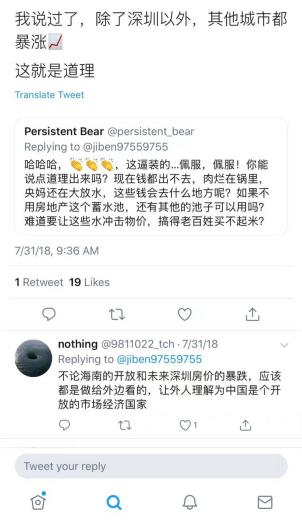 我说过了，除了深圳以外，其他城市都
暴涨📈
这就是道理
Translate Tweet
Persistent Bear @persistent_bear
Replying to @jiben97559755
哈哈哈，👏👏👏，这逼装的...佩服，佩服！你能
说点道理出来吗？现在钱都出不去，肉烂在锅里，
央妈还在大放水，这些钱会去什么地方呢？如果不
用房地产这个蓄水池，还有其他的池子可以用吗？
难道要让这些水冲击物价，搞得老百姓买不起米？
7/31/18, 9:36 AM
1 Retweet 19 Likes
nothing @9811022_tch · 7/31/18
Replying to @jiben97559755
不论海南的开放和未来深圳房价的暴跌，应该
都是做给外边看的，让外人理解为中国是个开
放的市场经济国家
1
Tweet your reply